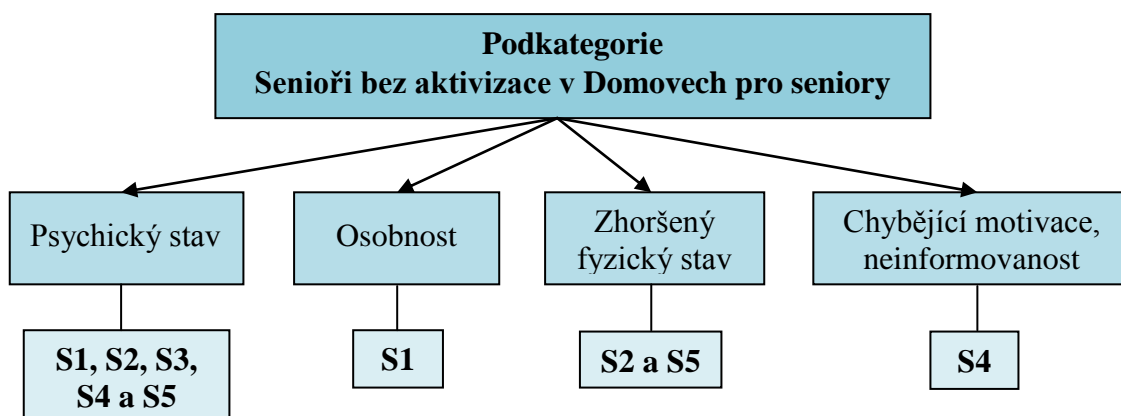 Podkategorie
Senioři bez aktivizace v Domovech pro seniory
Psychický stav
Osobnost
Zhoršený
fyzický stav
Chybějící motivace,
neinformovanost
S1, S2, S3,
S4 a S5
S1
S2 a S5
S4